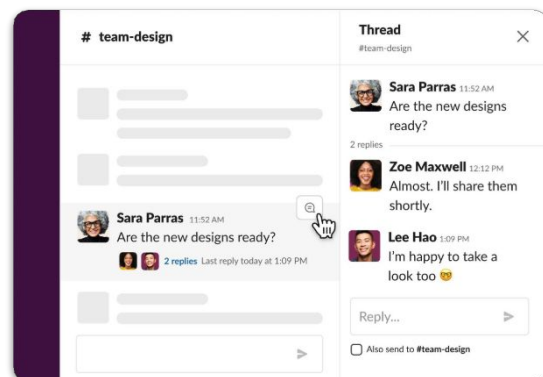 # team-design
Sara Parras 11:52 AM
Are the new designs ready?
2 replies Last reply today at 1:09 PM
Thread
#team-design
Sara Parras 11:52 AM
Are the new designs
ready?
2 replies
Zoe Maxwell 12:12 PM
Almost. I'll share them
shortly.
Lee Hao 1:09 PM
I'm happy to take a
look too 🤓
Reply...
Also send to #team-design